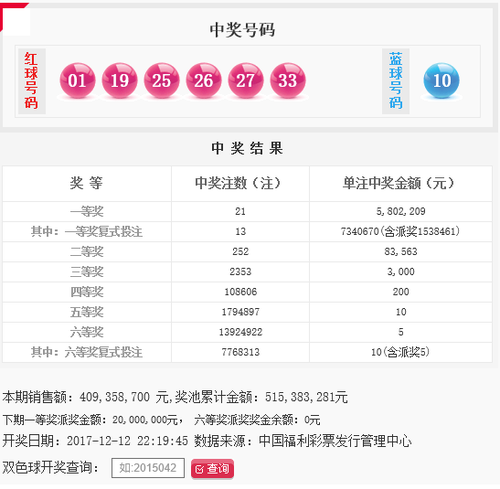 中奖号码
红球号码 01 19 25 26 27 33 蓝球号码 10
中奖结果
奖 等 中奖注数（注） 单注中奖金额（元）
一等奖 21 5,802,209
其中：一等奖复式投注 13 7340670(含派奖1538461)
二等奖 252 83,563
三等奖 2353 3,000
四等奖 108606 200
五等奖 1794897 10
六等奖 13924922 5
其中：六等奖复式投注 7768313 10(含派奖5)
本期销售额：409,358,700 元,奖池累计金额：515,383,281元
下期一等奖派奖金额：20,000,000元， 六等奖派奖奖金余额：0元
开奖日期：2017-12-12 22:19:45 数据来源：中国福利彩票发行管理中心
双色球开奖查询： 如:2015042 查询